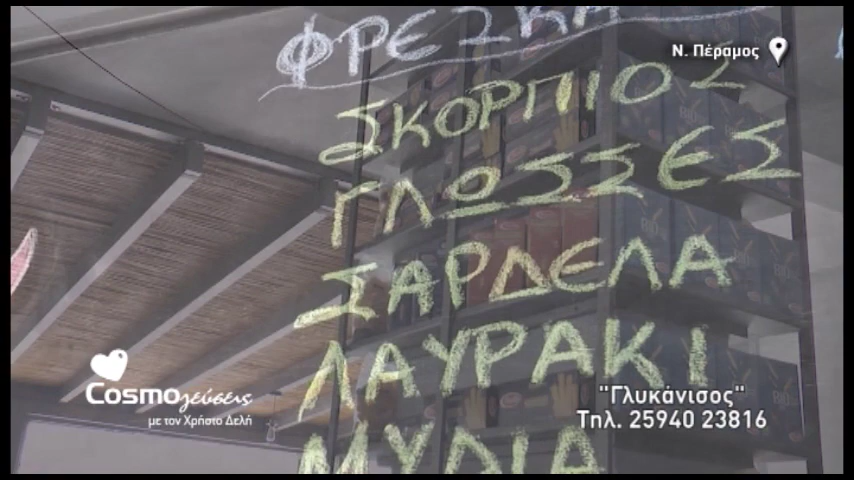 ΦΡΕΣΚΑ
Ν. Πέραμος
ΣΚΟΡΠΙΟΣ
ΓΛΩΣΣΕΣ
ΣΑΡΔΕΛΑ
ΛΑΥΡΑΚΙ
ΜΥΔΙΑ
Cosmoγεύσεις
με τον Χρήστο Δελή
"Γλυκάνισος"
Τηλ. 25940 23816